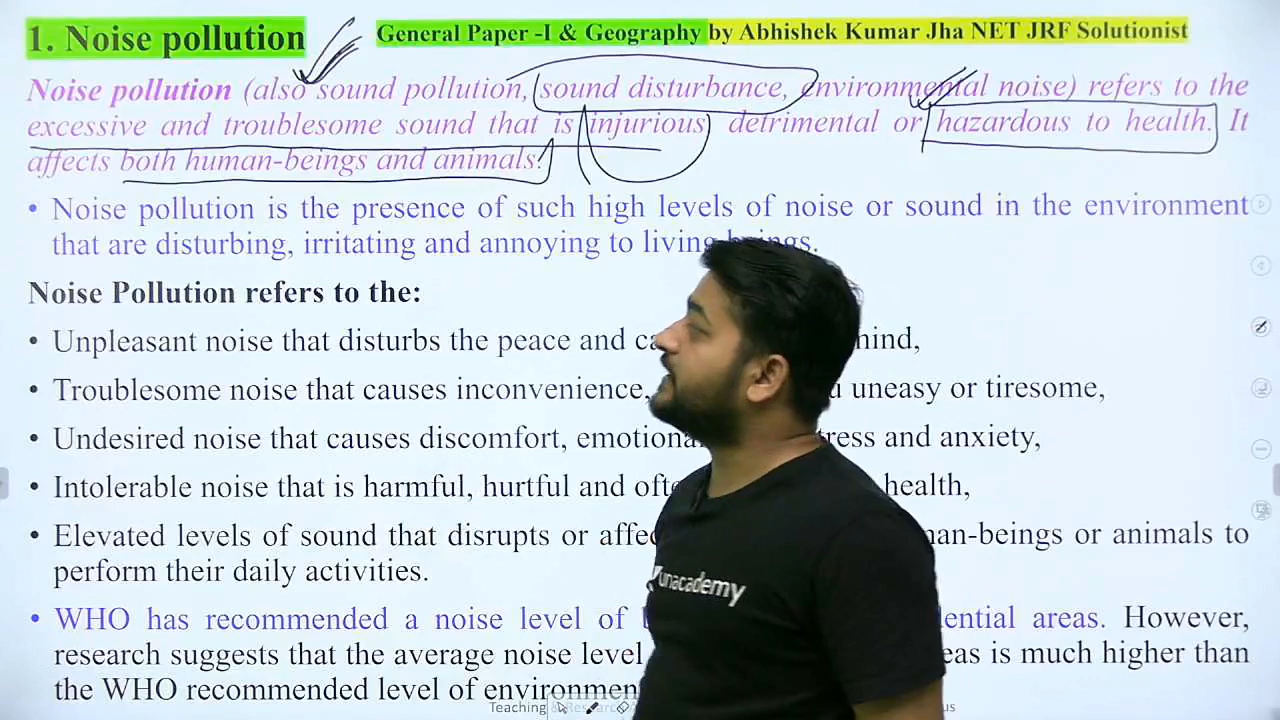 1. Noise pollution
General Paper -I & Geography by Abhishek Kumar Jha NET JRF Solutionist
Noise pollution (also sound pollution, sound disturbance, environmental noise) refers to the
excessive and troublesome sound that is injurious detrimental or hazardous to health. It
affects both human-beings and animals.
• Noise pollution is the presence of such high levels of noise or sound in the environment
that are disturbing, irritating and annoying to living beings.
Noise Pollution refers to the:
• Unpleasant noise that disturbs the peace and
• Troublesome noise that causes inconvenience, uneasy or tiresome,
• Undesired noise that causes discomfort, and anxiety,
• Intolerable noise that is harmful, hurtful and health,
• Elevated levels of sound that disrupts or or animals to
perform their daily activities.
• WHO has recommended a noise level of areas. However,
research suggests that the average noise level is much higher than
the WHO recommended level of
Teaching
unacademy